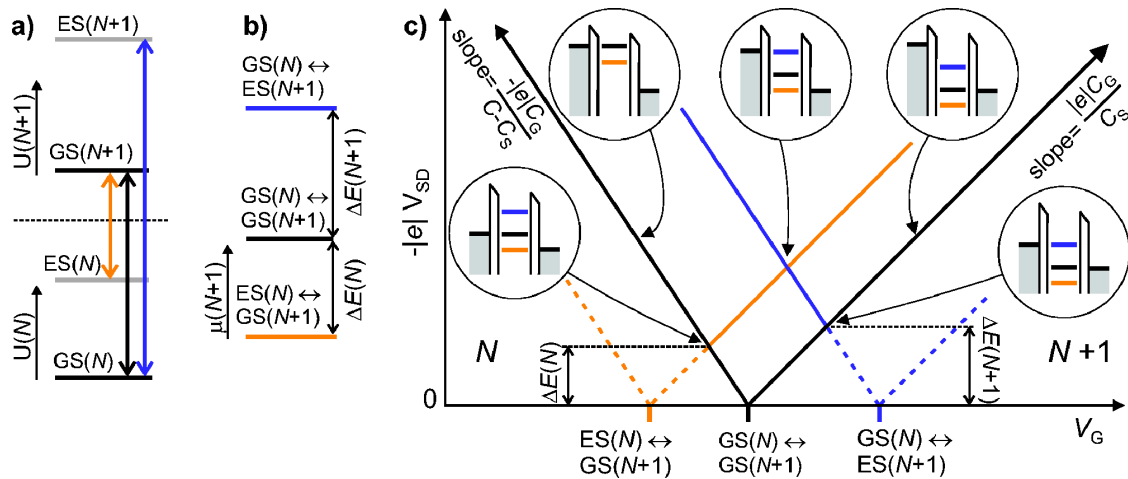 a)
ES(N+1)
U(N+1)
GS(N+1)
ES(N)
U(N)
GS(N)
b)
GS(N) ↔
ES(N+1)
ΔE(N+1)
GS(N) ↔
GS(N+1)
μ(N+1)
ΔE(N)
ES(N) ↔
GS(N+1)
c)
-|e| V_SD
slope= -|e|C_G
C-C_S
slope= |e|C_G
C_S
N
N +1
ΔE(N)
ΔE(N+1)
0
V_G
ES(N) ↔
GS(N+1)
GS(N) ↔
GS(N+1)
GS(N) ↔
ES(N+1)